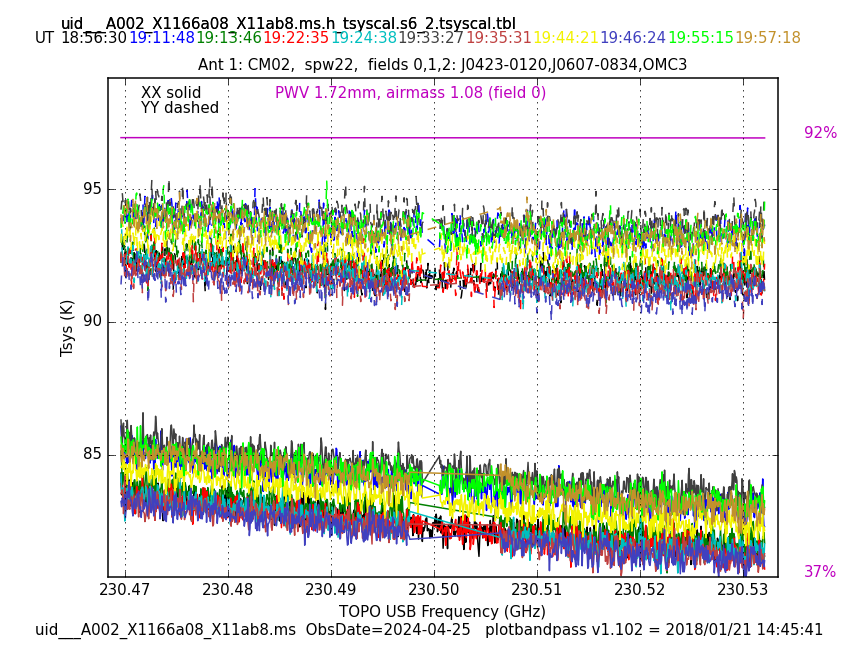 uid___A002_X1166a08_X11ab8.ms.h_tsyscal.s6_2.tsyscal.tbl
UT 18:56:30 19:11:48 19:13:46 19:22:35 19:24:38 19:33:27 19:35:31 19:44:21 19:46:24 19:55:15 19:57:18
Ant 1: CM02,  spw22,  fields 0,1,2: J0423-0120,J0607-0834,OMC3
XX solid
PWV 1.72mm, airmass 1.08 (field 0)
YY dashed
92%
95
90
85
Tsys (K)
37%
230.47 230.48 230.49 230.50 230.51 230.52 230.53
TOPO USB Frequency (GHz)
uid___A002_X1166a08_X11ab8.ms  ObsDate=2024-04-25   plotbandpass v1.102 = 2018/01/21 14:45:41